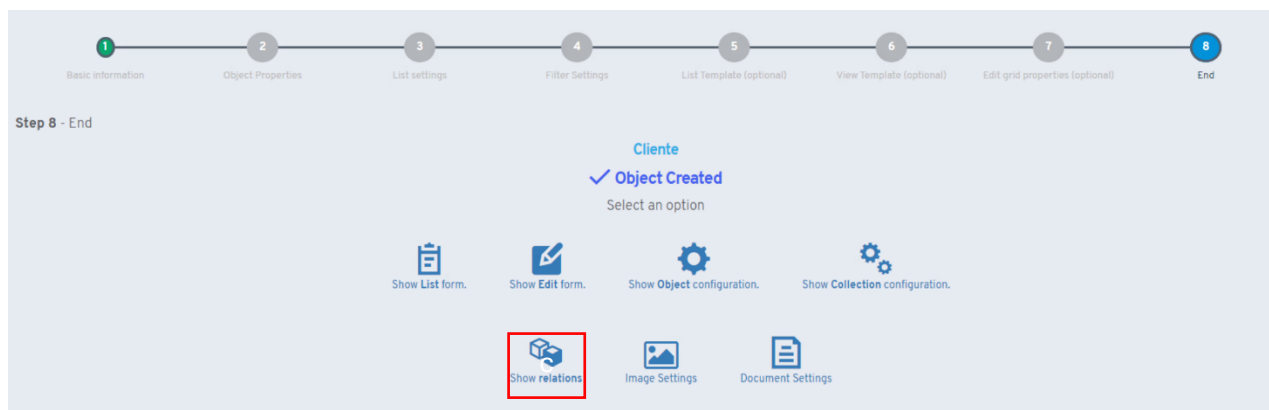 1 2 3 4 5 6 7 8
Basic information Object Properties List settings Filter Settings List Template (optional) View Template (optional) Edit grid properties (optional) End
Step 8 - End
Cliente
Object Created
Select an option
Show List form. Show Edit form. Show Object configuration. Show Collection configuration.
Show relations Image Settings Document Settings